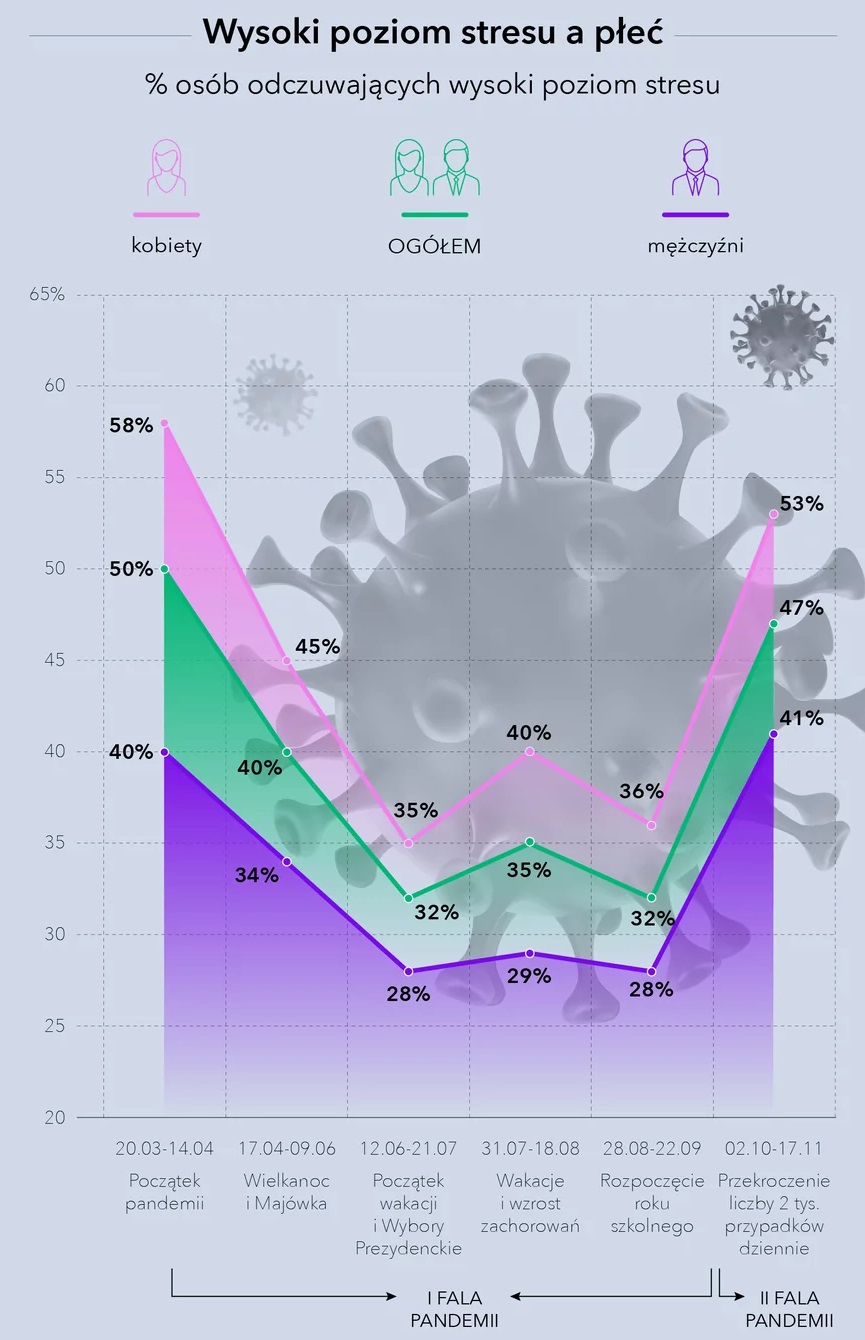 Wysoki poziom stresu a płeć
% osób odczuwających wysoki poziom stresu
kobiety
OGÓŁEM
mężczyźni
65%
60
55
50
45
40
35
30
25
20
58%
50%
40%
45%
40%
34%
35%
32%
28%
40%
35%
29%
36%
32%
28%
53%
47%
41%
20.03-14.04
Początek
pandemii
17.04-09.06
Wielkanoc
i Majówka
12.06-21.07
Początek
wakacji
i Wybory
Prezydenckie
31.07-18.08
Wakacje
i wzrost
zachorowań
28.08-22.09
Rozpoczęcie
roku
szkolnego
02.10-17.11
Przekroczenie
liczby 2 tys.
przypadków
dziennie
I FALA
PANDEMII
II FALA
PANDEMII